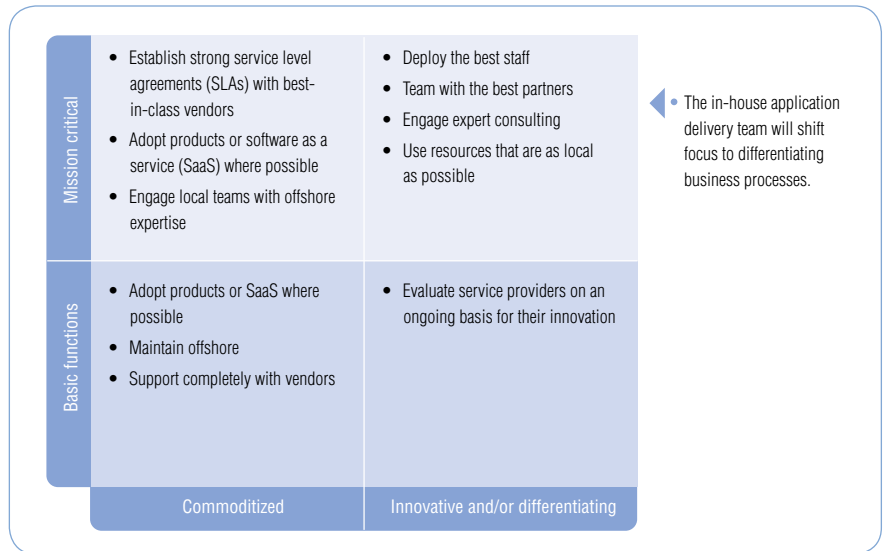 Mission critical
• Establish strong service level
agreements (SLAs) with best-
in-class vendors
• Adopt products or software as a
service (SaaS) where possible
• Engage local teams with offshore
expertise
• Deploy the best staff
• Team with the best partners
• Engage expert consulting
• Use resources that are as local
as possible
• The in-house application
delivery team will shift
focus to differentiating
business processes.
Basic functions
• Adopt products or SaaS where
possible
• Maintain offshore
• Support completely with vendors
• Evaluate service providers on an
ongoing basis for their innovation
Commoditized
Innovative and/or differentiating